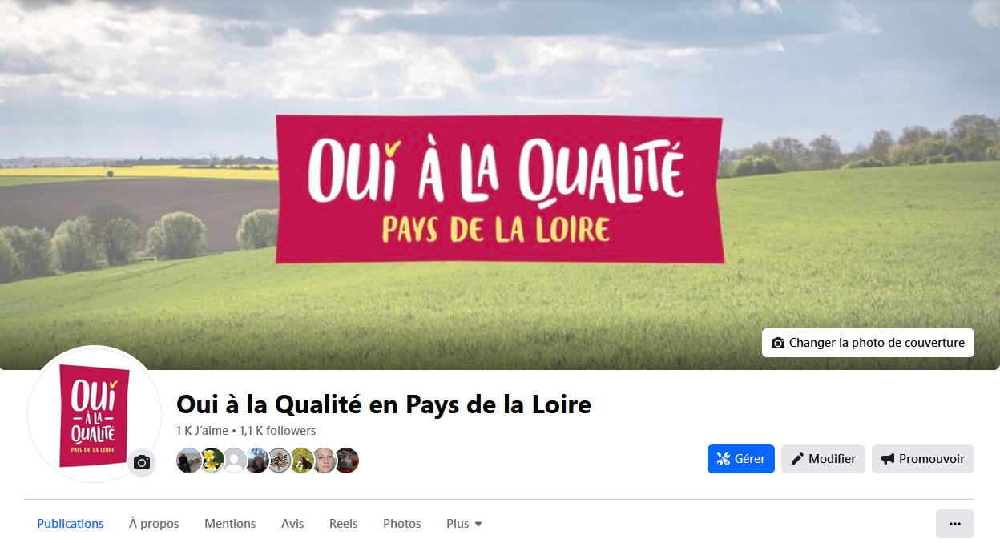 OUI À LA QUALITÉ
PAYS DE LA LOIRE
Changer la photo de couverture
OUI
À LA
QUALITÉ
PAYS DE LA LOIRE
Oui à la Qualité en Pays de la Loire
1 K J’aime • 1,1 K followers
Gérer Modifier Promouvoir
Publications À propos Mentions Avis Reels Photos Plus